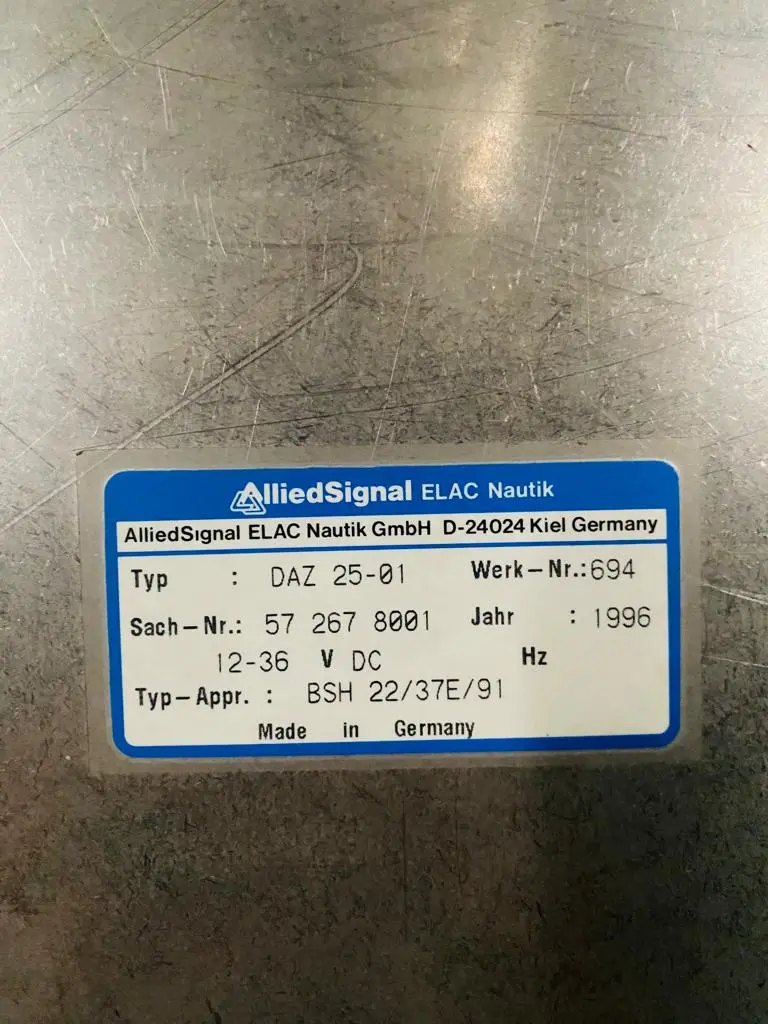 AlliedSignal ELAC Nautik
AlliedSignal ELAC Nautik GmbH D-24024 Kiel Germany
Typ : DAZ 25-01 Werk-Nr.:694
Sach-Nr.: 57 267 8001 Jahr : 1996
12-36 V DC Hz
Typ-Appr. : BSH 22/37E/91
Made in Germany